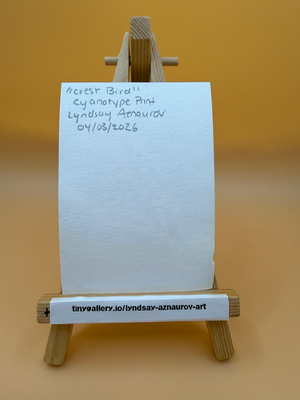 "Crest Bird"
Cyanotype Print
Lyndsay Aznaurov
04/03/2026
tinygallery.io/lyndsay-aznaurov-art